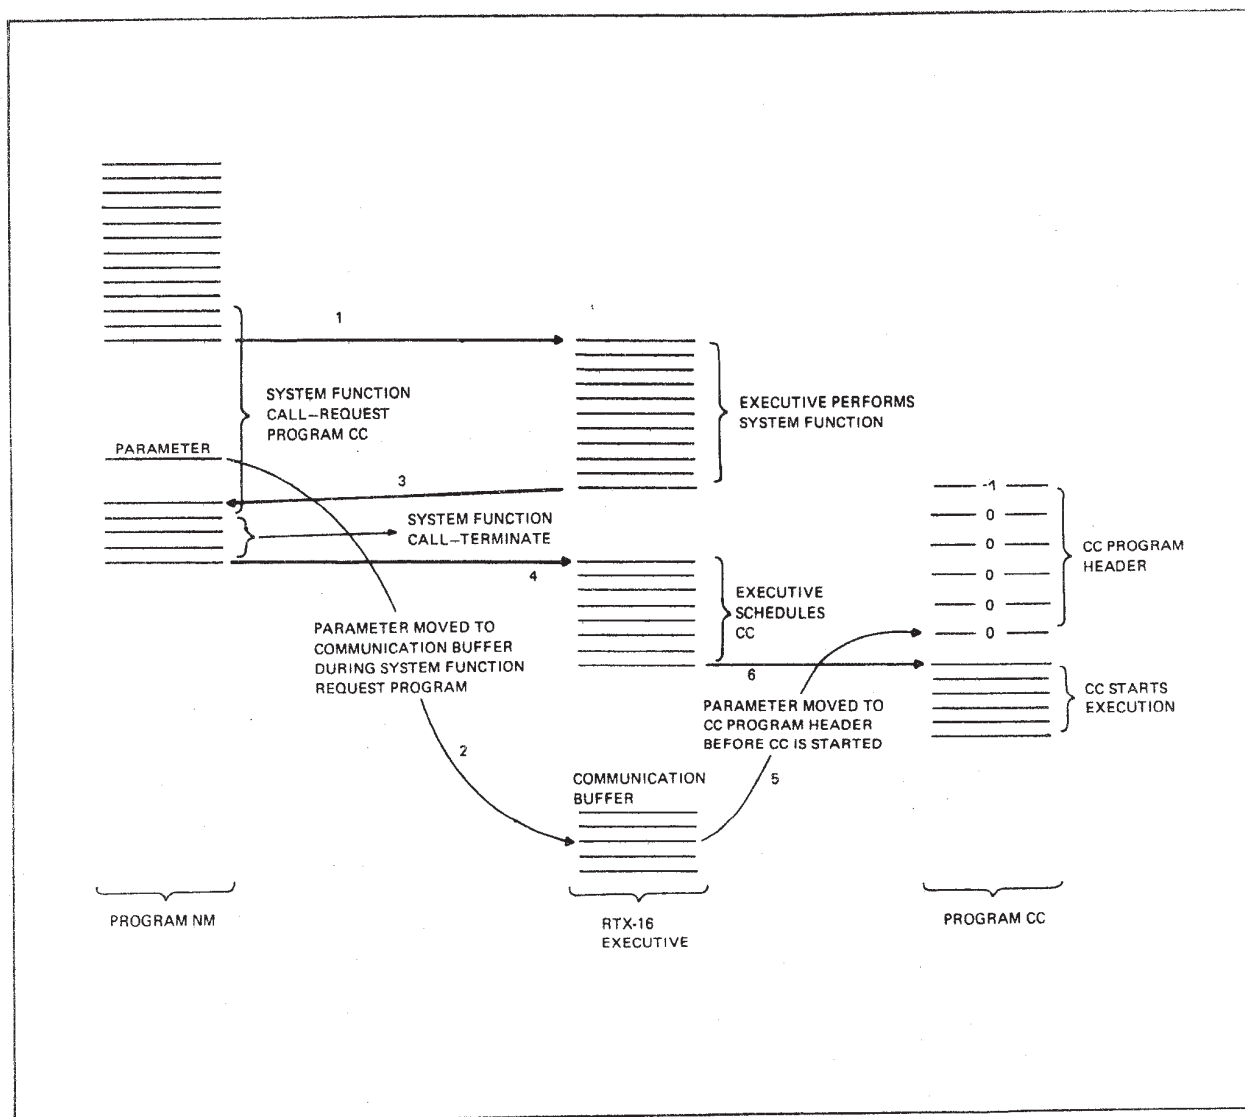 1
SYSTEM FUNCTION
CALL–REQUEST
PROGRAM CC
EXECUTIVE PERFORMS
SYSTEM FUNCTION
PARAMETER
3
SYSTEM FUNCTION
CALL–TERMINATE
-1
0
0
0
0
0
CC PROGRAM
HEADER
4
EXECUTIVE
SCHEDULES
CC
PARAMETER MOVED TO
COMMUNICATION BUFFER
DURING SYSTEM FUNCTION
REQUEST PROGRAM
6
CC STARTS
EXECUTION
PARAMETER MOVED TO
CC PROGRAM HEADER
BEFORE CC IS STARTED
2
5
COMMUNICATION
BUFFER
PROGRAM NM
RTX-16
EXECUTIVE
PROGRAM CC